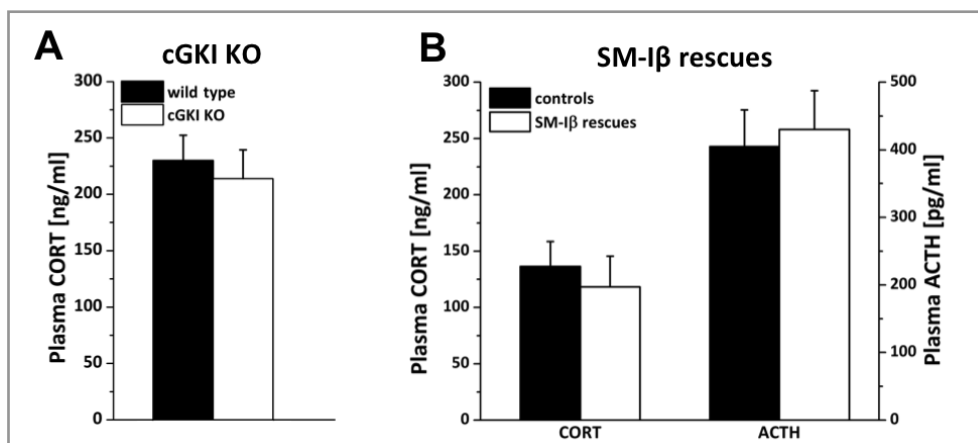 A
cGKI KO
300
250
200
150
100
50
0
Plasma CORT [ng/ml]
wild type
cGKI KO
B
SM-Iβ rescues
300
250
200
150
100
50
0
Plasma CORT [ng/ml]
controls
SM-Iβ rescues
CORT
ACTH
500
400
300
200
100
0
Plasma ACTH [pg/ml]